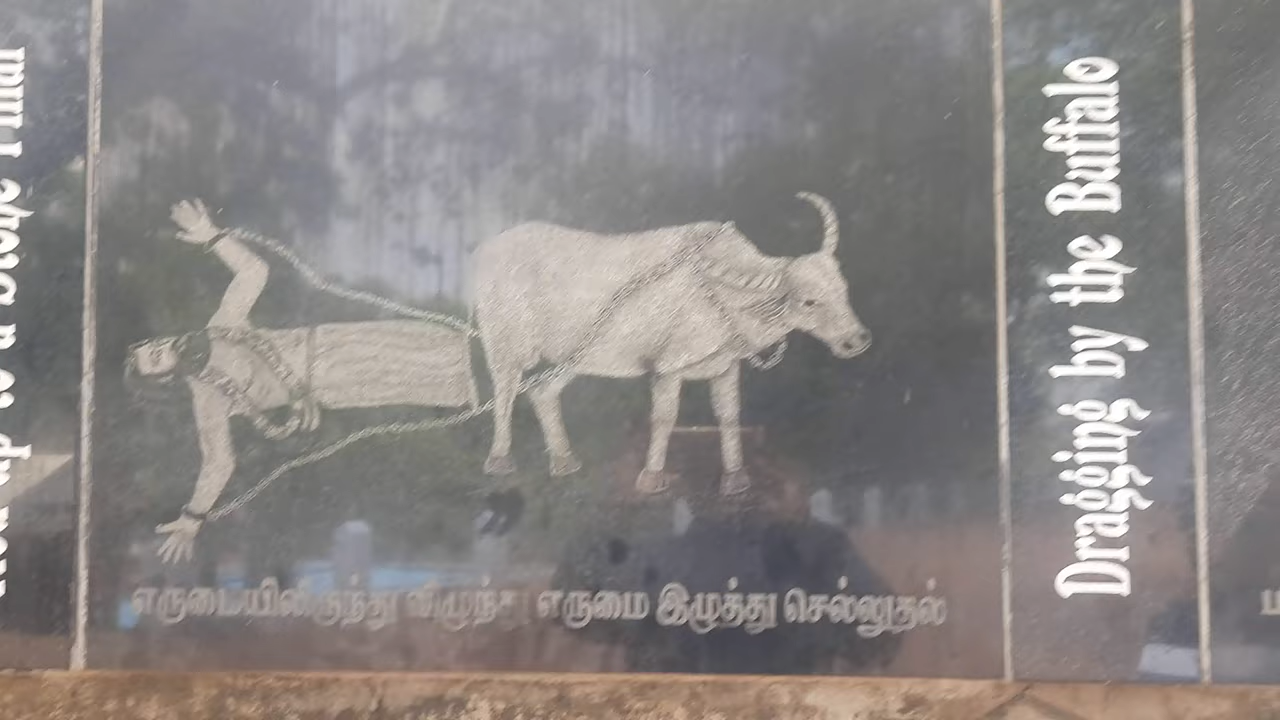 எருமையிலிருந்து விழுந்து எருமை இழுத்து செல்லுதல்
Dragging by the Buffalo